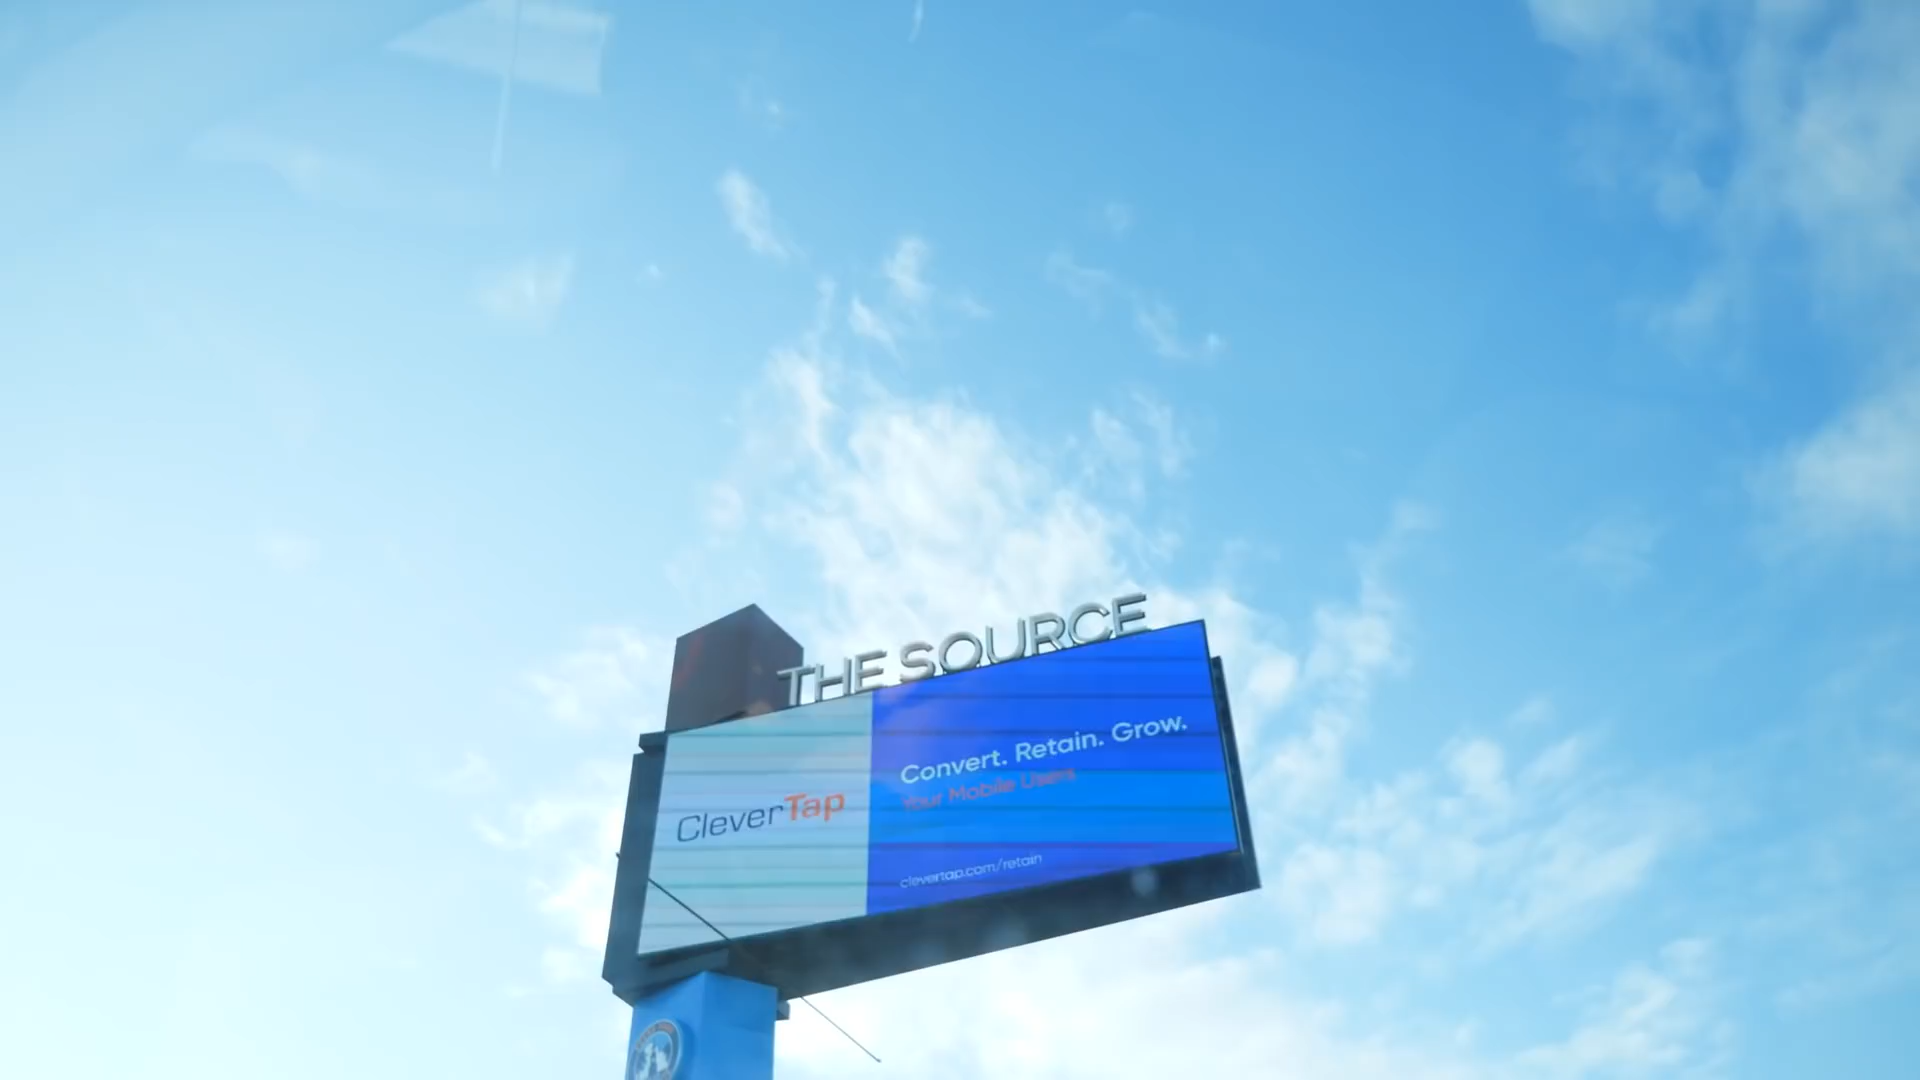 THE SOURCE
CleverTap
Convert. Retain. Grow.
Your Mobile Users
clevertap.com/retain